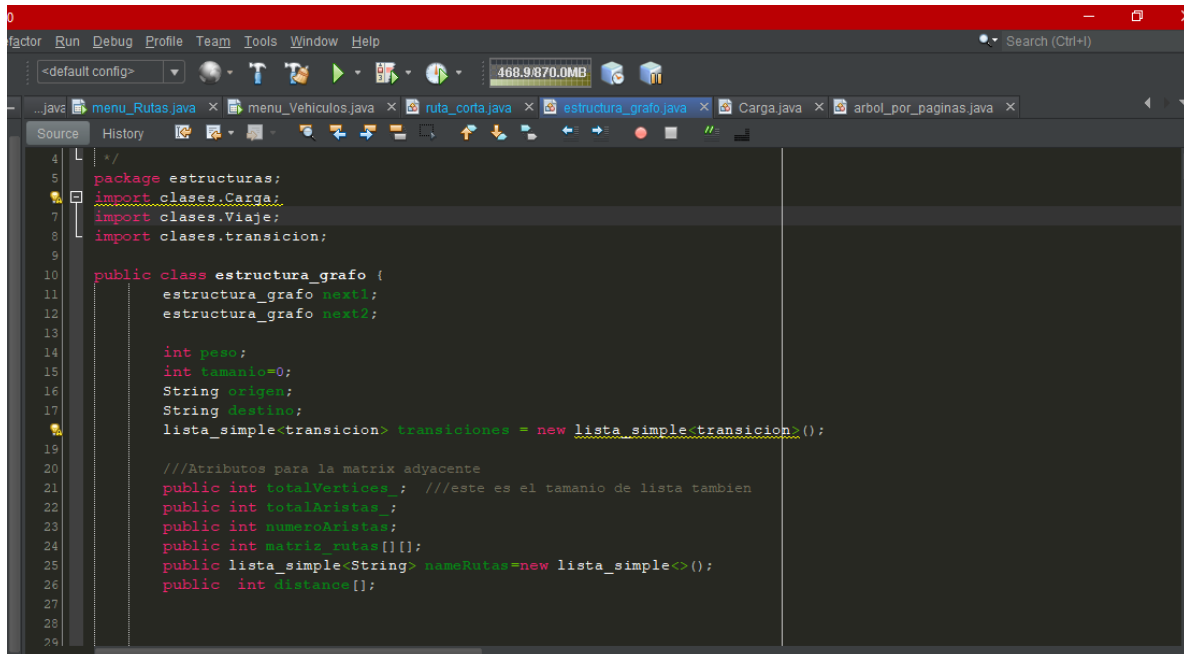 0
efactor Run Debug Profile Team Tools Window Help Search (Ctrl+I)
<default config> 468.9/870.0MB
...java menu_Rutas.java menu_Vehiculos.java ruta_corta.java estructura_grafo.java Carga.java arbol_por_paginas.java
Source History
4 */
5 package estructuras;
import clases.Carga;
7 import clases.Viaje;
8 import clases.transicion;
9
10 public class estructura_grafo {
11 estructura_grafo next1;
12 estructura_grafo next2;
13
14 int peso;
15 int tamanio=0;
16 String origen;
17 String destino;
lista_simple<transicion> transiciones = new lista_simple<transicion>();
19
20 ///Atributos para la matrix adyacente
21 public int totalVertices_; ///este es el tamanio de lista tambien
22 public int totalAristas_;
23 public int numeroAristas;
24 public int matriz_rutas[][];
25 public lista_simple<String> nameRutas=new lista_simple<>();
26 public int distance[];
27
28
29